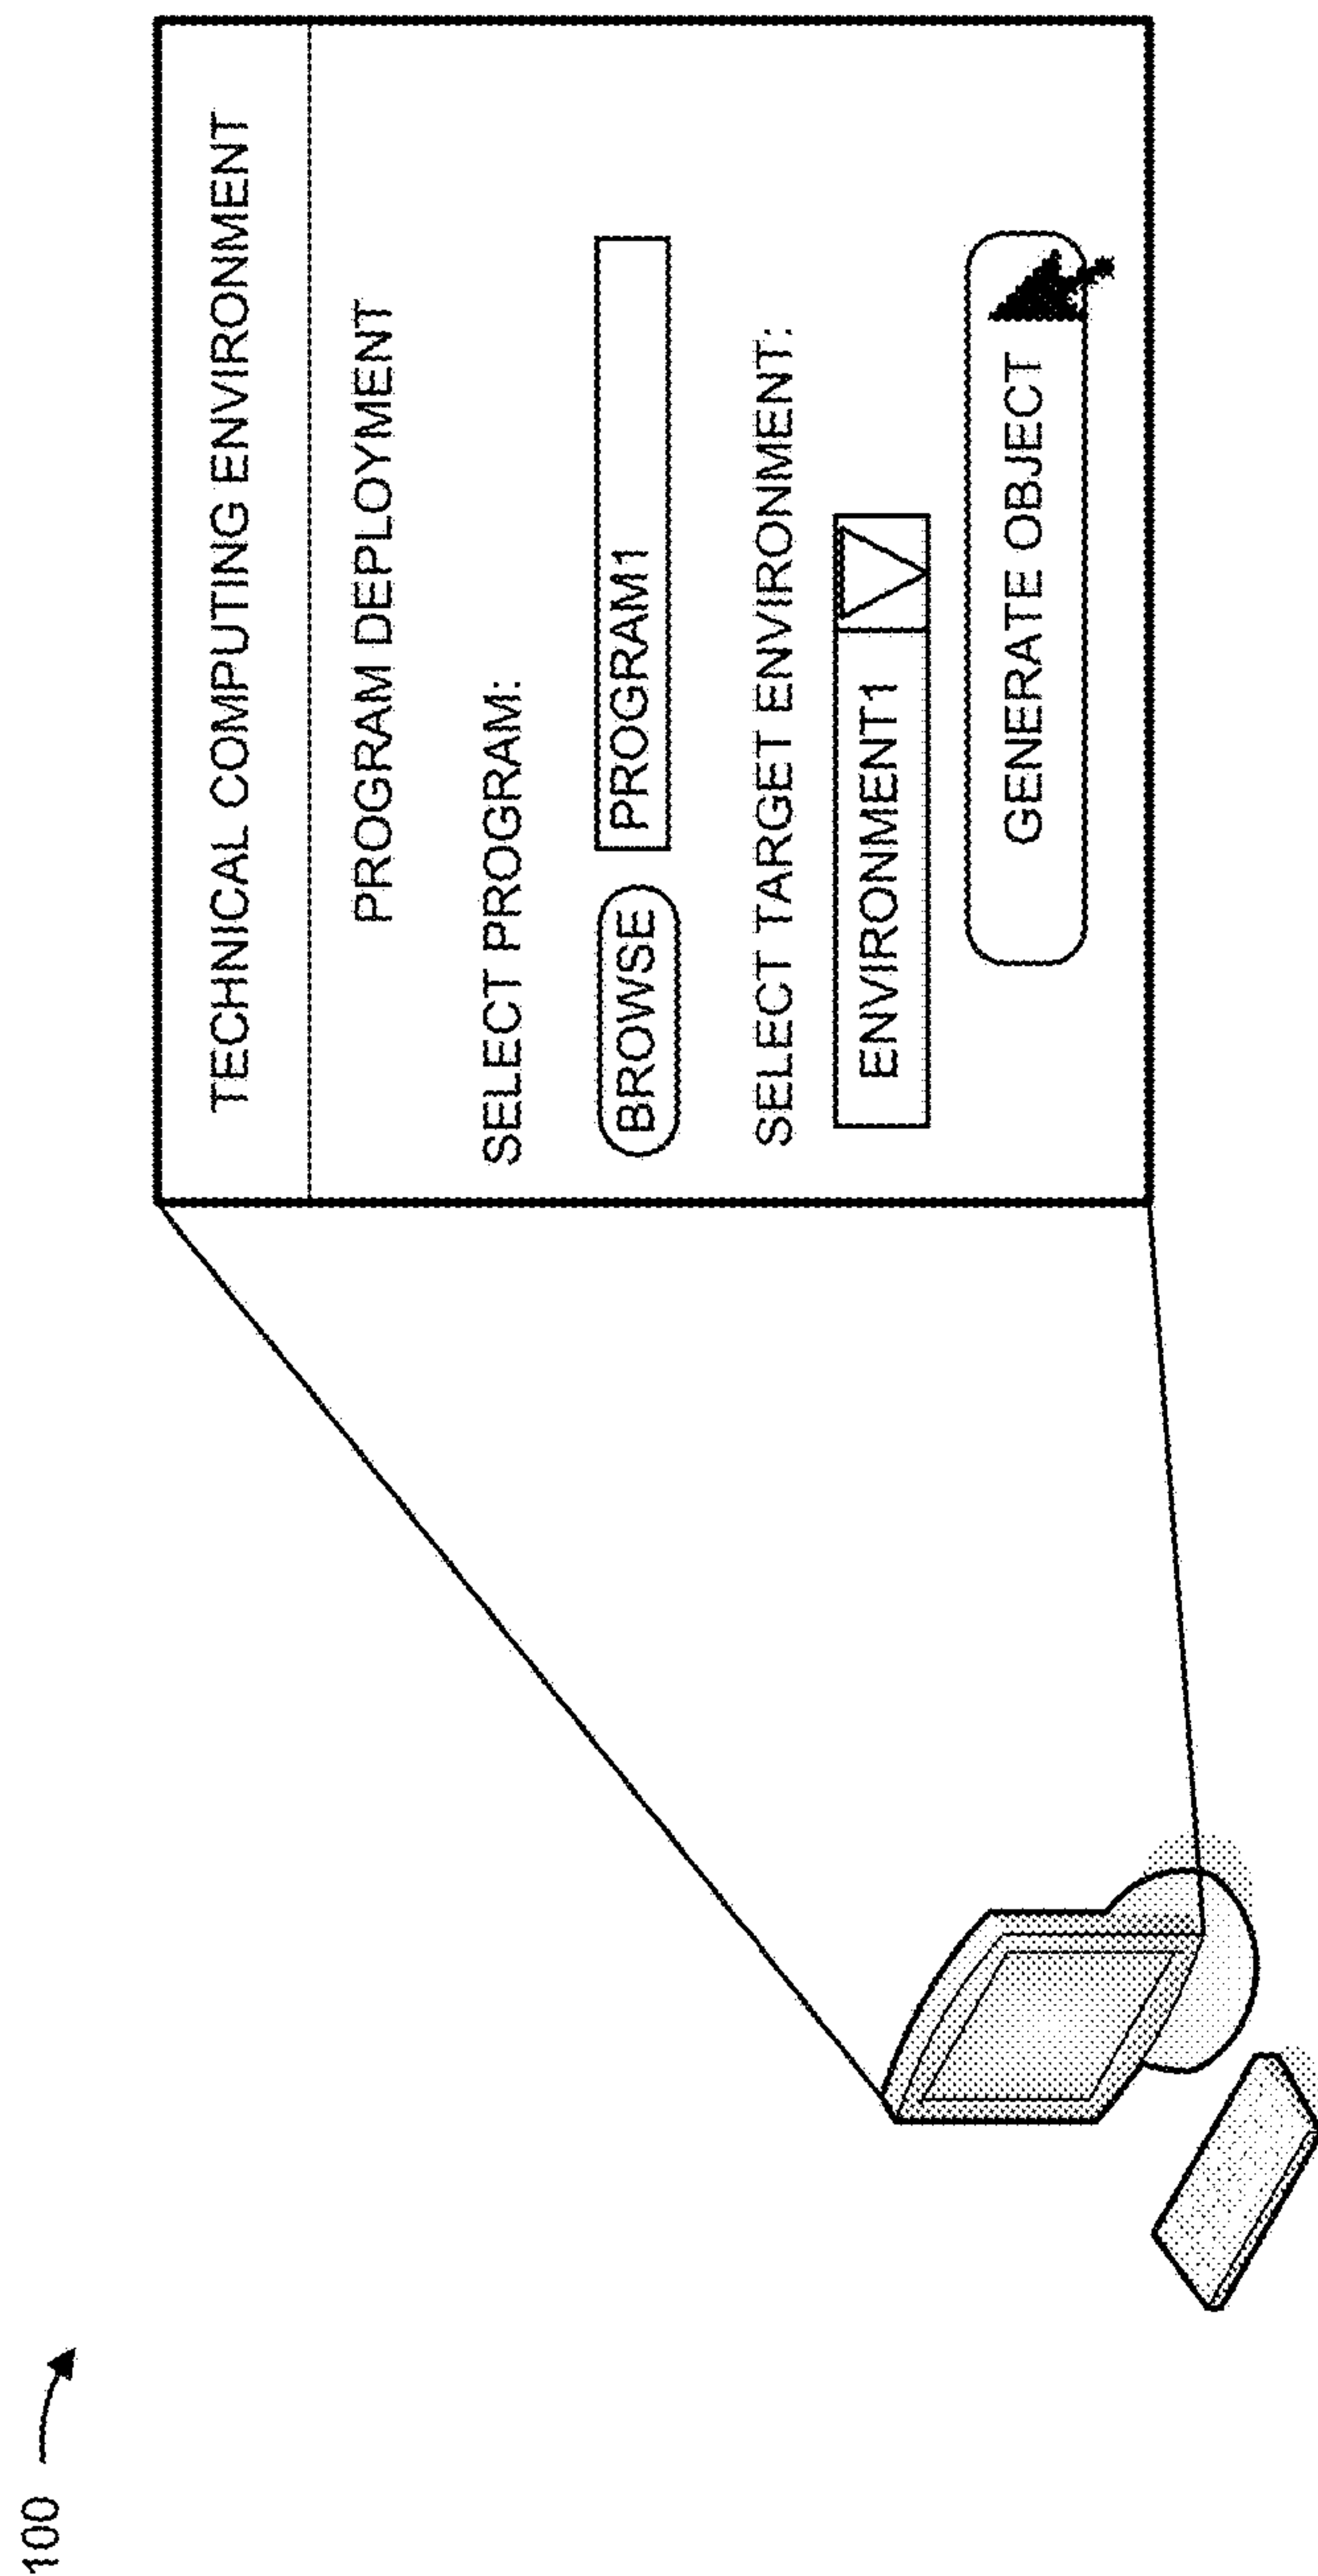 100
TECHNICAL COMPUTING ENVIRONMENT
PROGRAM DEPLOYMENT
SELECT PROGRAM:
BROWSE PROGRAM1
SELECT TARGET ENVIRONMENT:
ENVIRONMENT1
GENERATE OBJECT